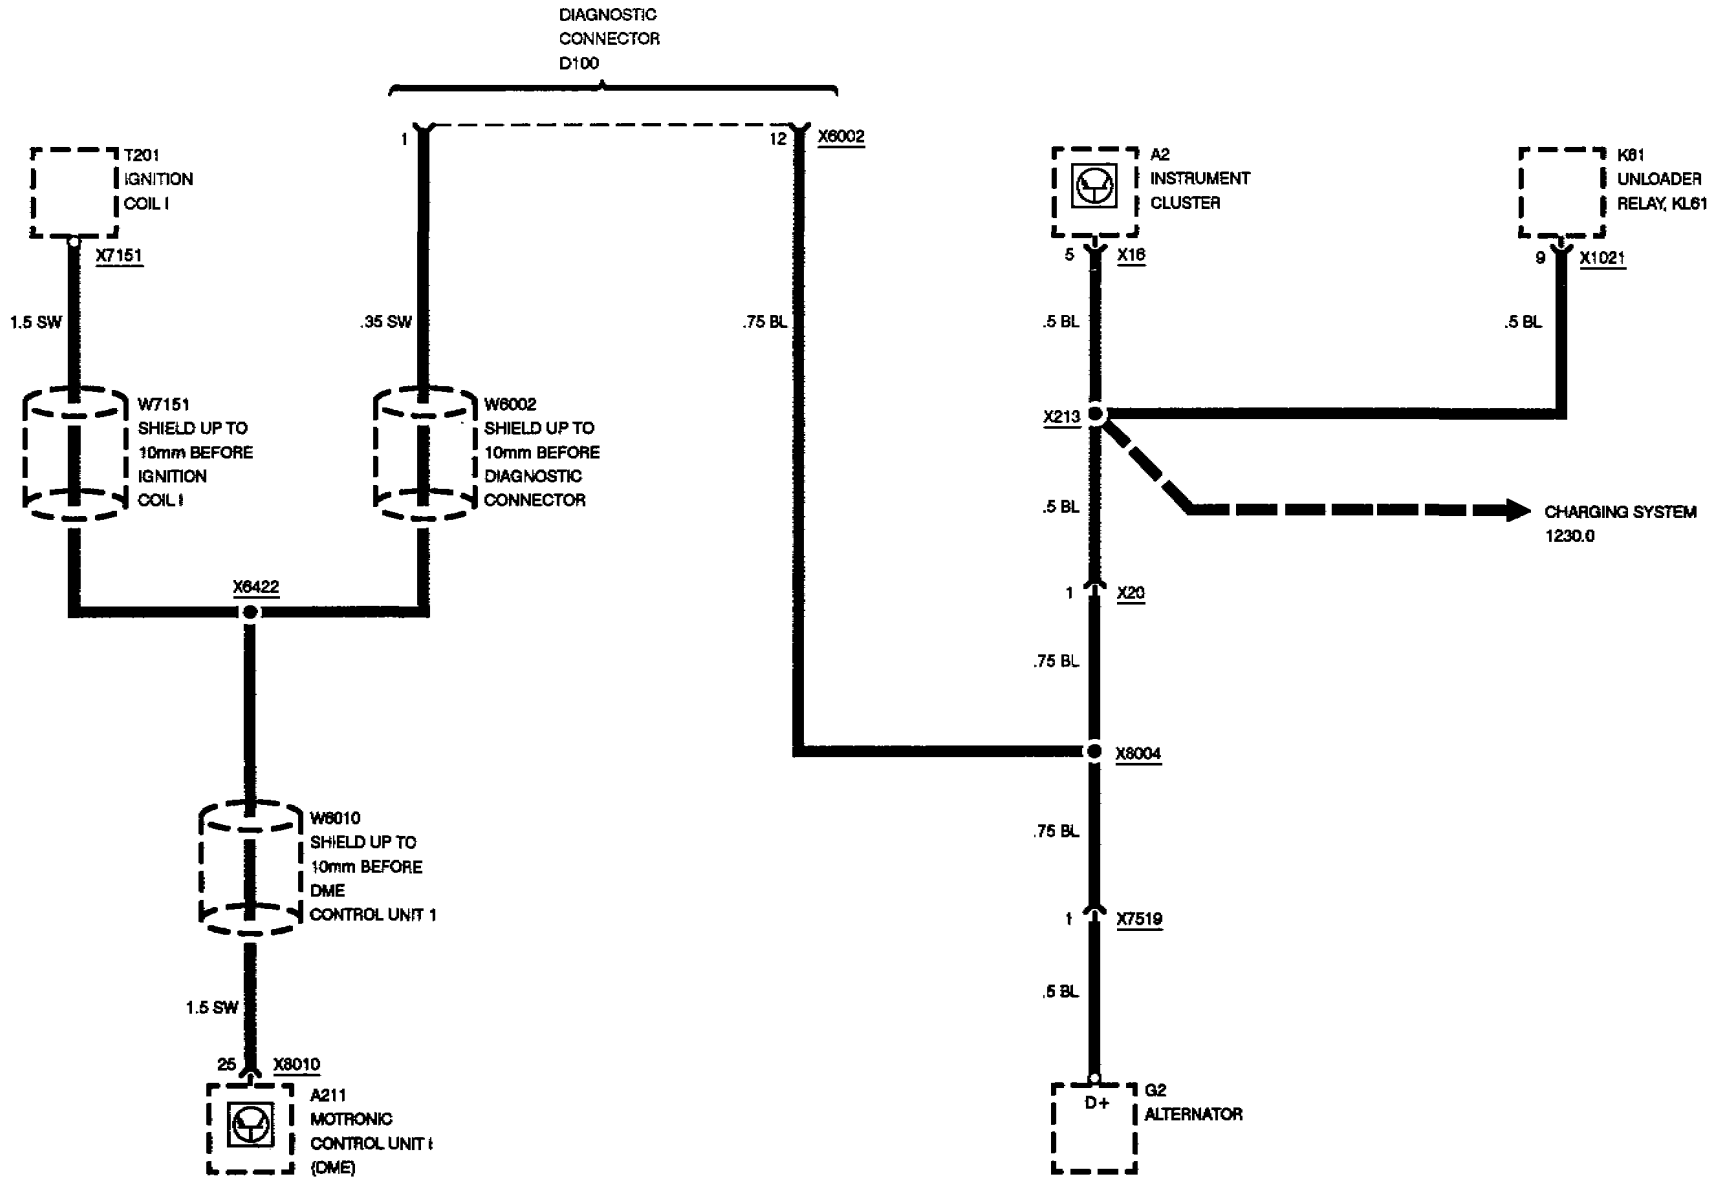 DIAGNOSTIC
CONNECTOR
D100
1
12
X6002
T201
IGNITION
COIL I
X7151
A2
INSTRUMENT
CLUSTER
5
X16
K61
UNLOADER
RELAY, KL61
9
X1021
1.5 SW
.35 SW
.75 BL
.5 BL
.5 BL
W7151
SHIELD UP TO
10mm BEFORE
IGNITION
COIL I
W6002
SHIELD UP TO
10mm BEFORE
DIAGNOSTIC
CONNECTOR
X213
.5 BL
CHARGING SYSTEM
1230.0
X6422
1
X20
.75 BL
X8004
W6010
SHIELD UP TO
10mm BEFORE
DME
CONTROL UNIT 1
.75 BL
1
X7519
1.5 SW
.5 BL
25
X8010
A211
MOTRONIC
CONTROL UNIT I
(DME)
D+
G2
ALTERNATOR